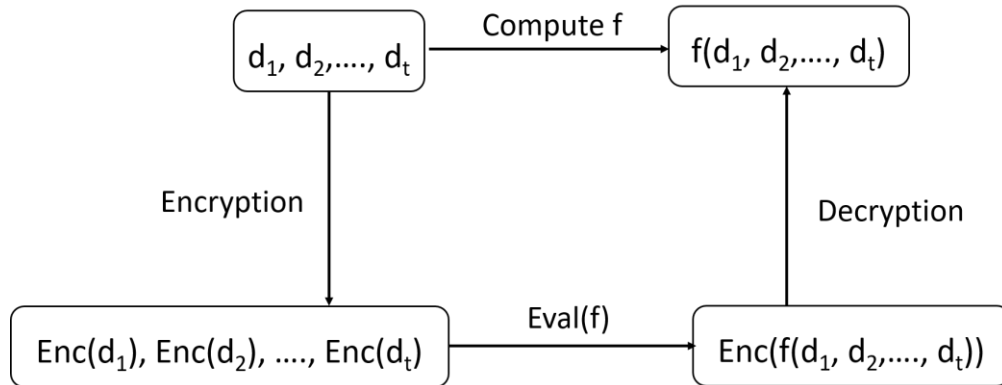 Compute f
d₁, d₂,...., dₜ
f(d₁, d₂,...., dₜ)
Encryption
Decryption
Eval(f)
Enc(d₁), Enc(d₂), ...., Enc(dₜ)
Enc(f(d₁, d₂,...., dₜ))